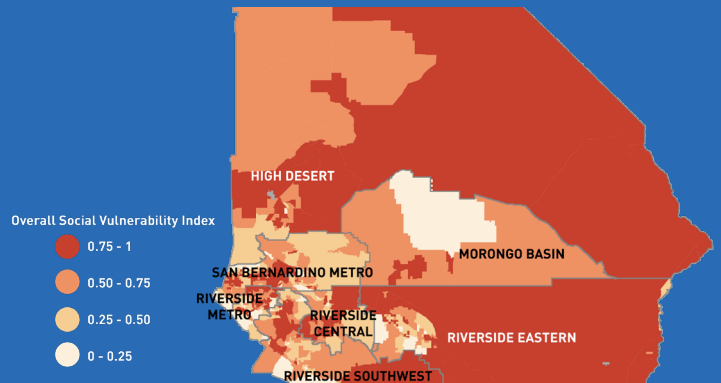 HIGH DESERT
Overall Social Vulnerability Index
0.75 - 1
0.50 - 0.75
0.25 - 0.50
0 - 0.25
MORONGO BASIN
SAN BERNARDINO METRO
RIVERSIDE
METRO
RIVERSIDE
CENTRAL
RIVERSIDE EASTERN
RIVERSIDE SOUTHWEST